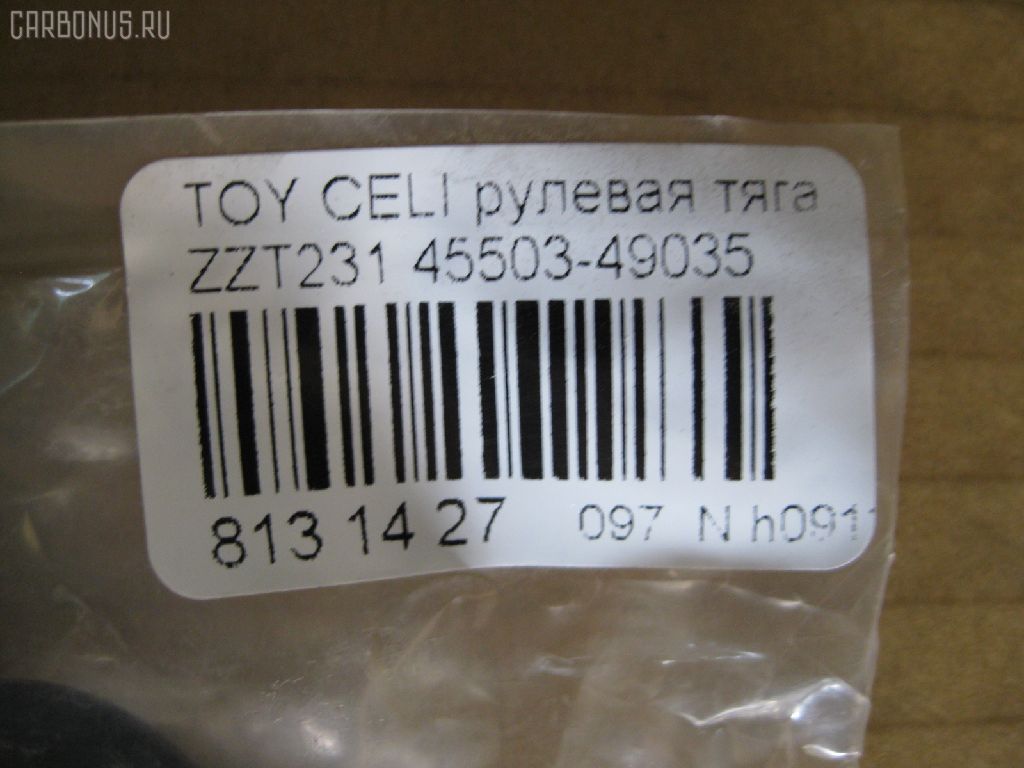 CARBONUS.RU
TOY CELI рулевая тяга
ZZT231 45503-49035
813 14 27 097 N h091